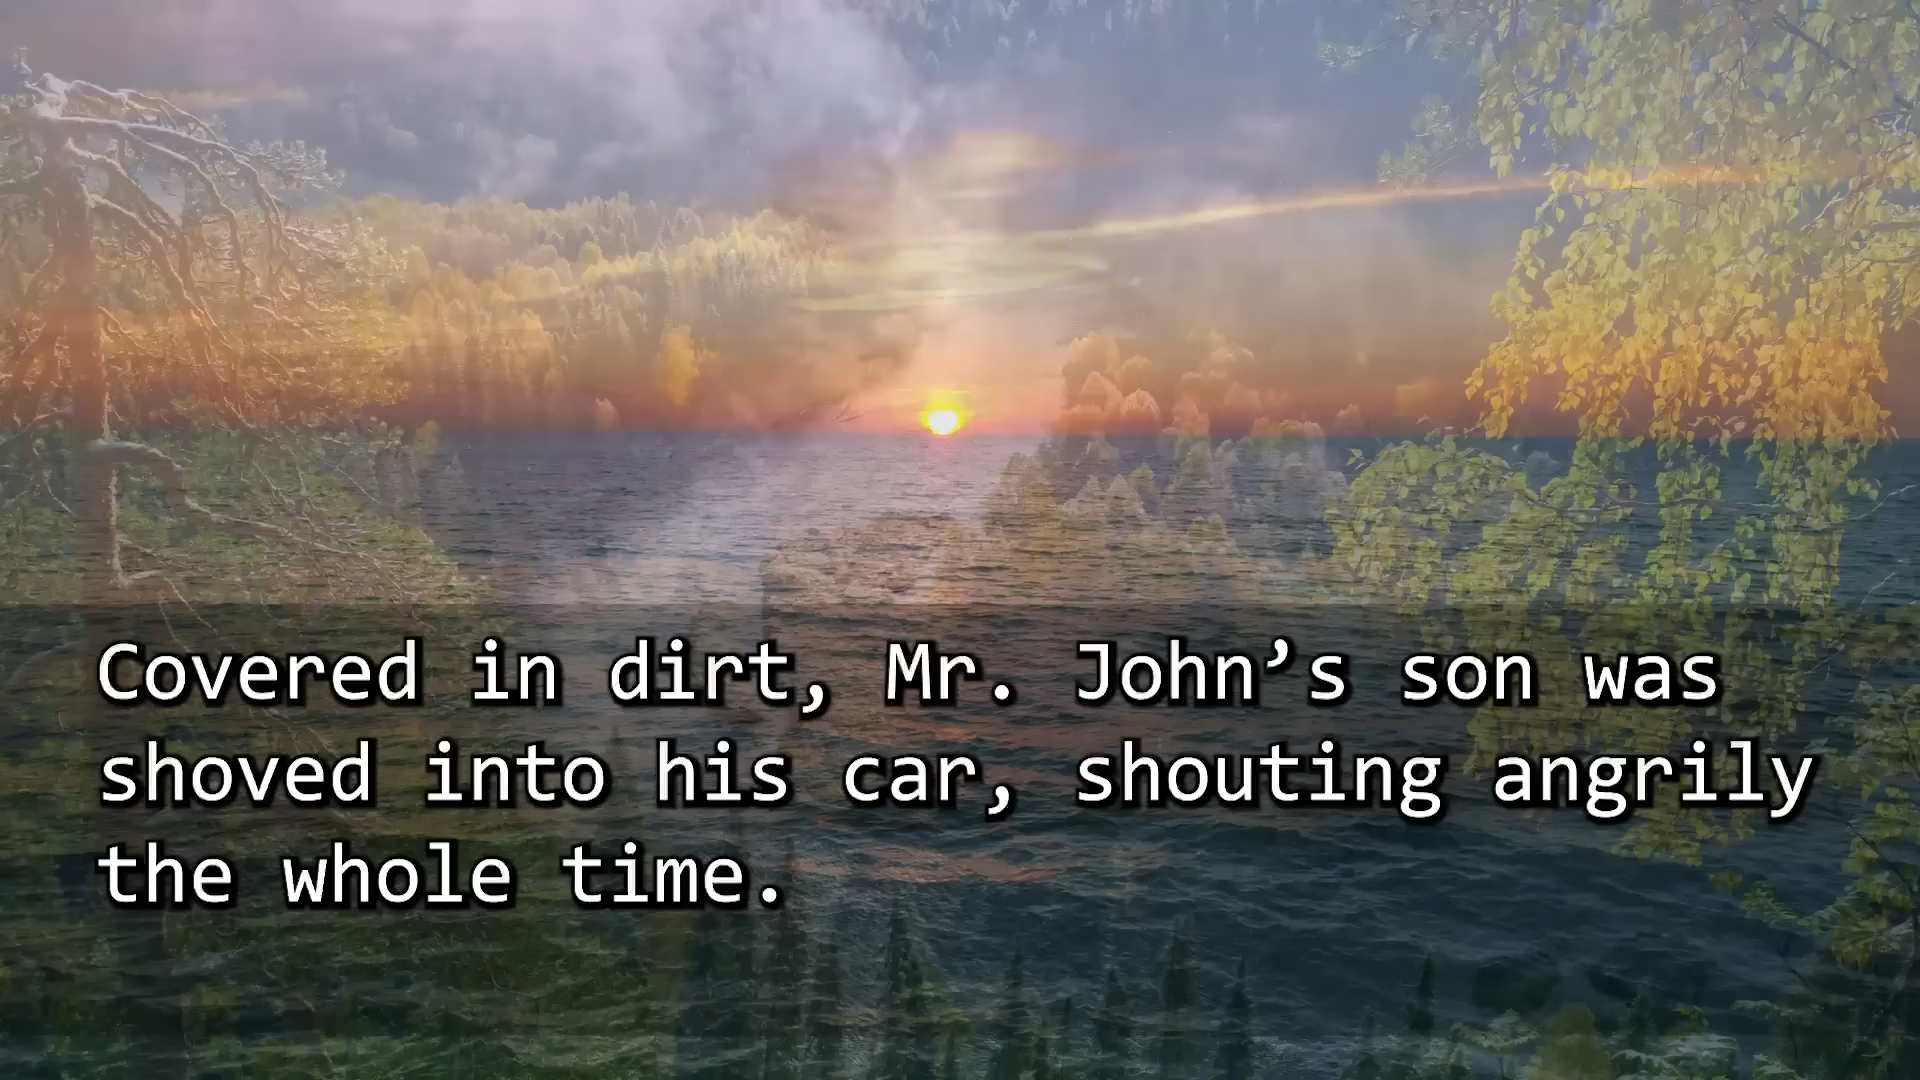 Covered in dirt, Mr. John’s son was
shoved into his car, shouting angrily
the whole time.